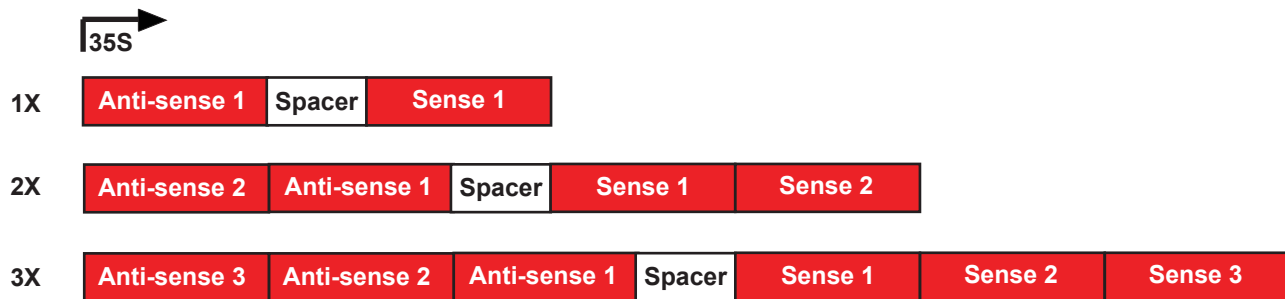 35S
1X Anti-sense 1 Spacer Sense 1
2X Anti-sense 2 Anti-sense 1 Spacer Sense 1 Sense 2
3X Anti-sense 3 Anti-sense 2 Anti-sense 1 Spacer Sense 1 Sense 2 Sense 3